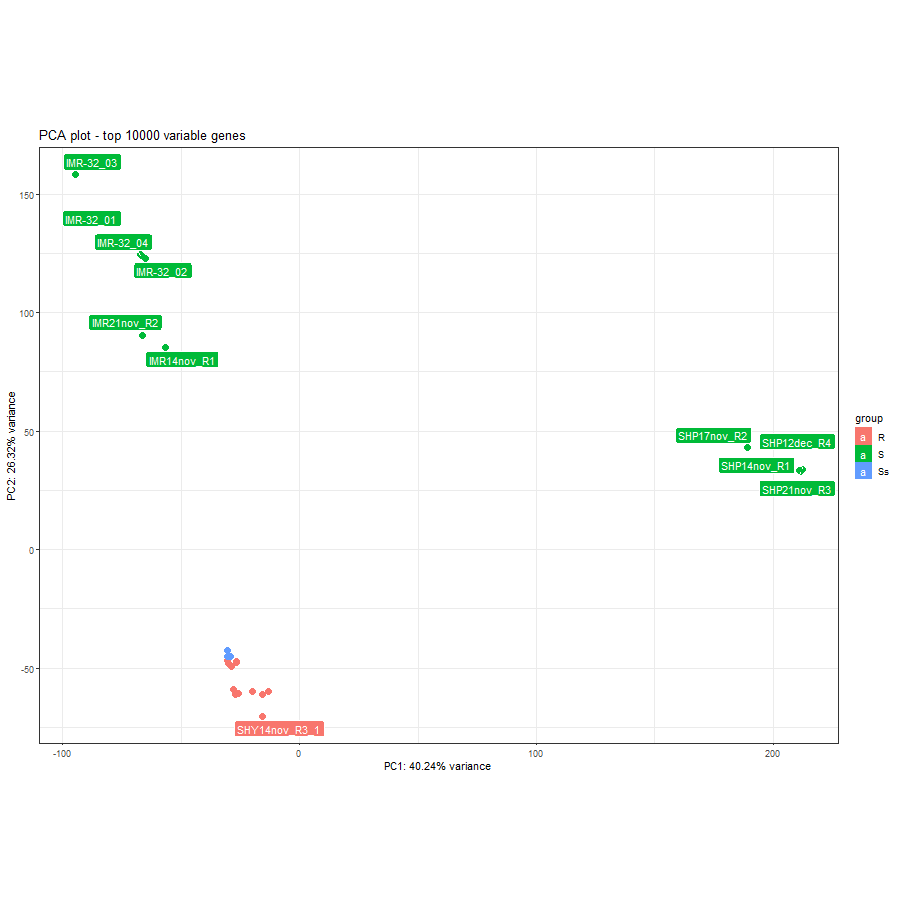 PCA plot - top 10000 variable genes
IMR-32_03
IMR-32_01
IMR-32_04
IMR-32_02
IMR21nov_R2
IMR14nov_R1
SHP17nov_R2
SHP12dec_R4
SHP14nov_R1
SHP21nov_R3
SHY14nov_R3_1
150
100
50
0
-50
PC2: 26.32% variance
-100
0
100
200
PC1: 40.24% variance
group
a R
a S
a Ss